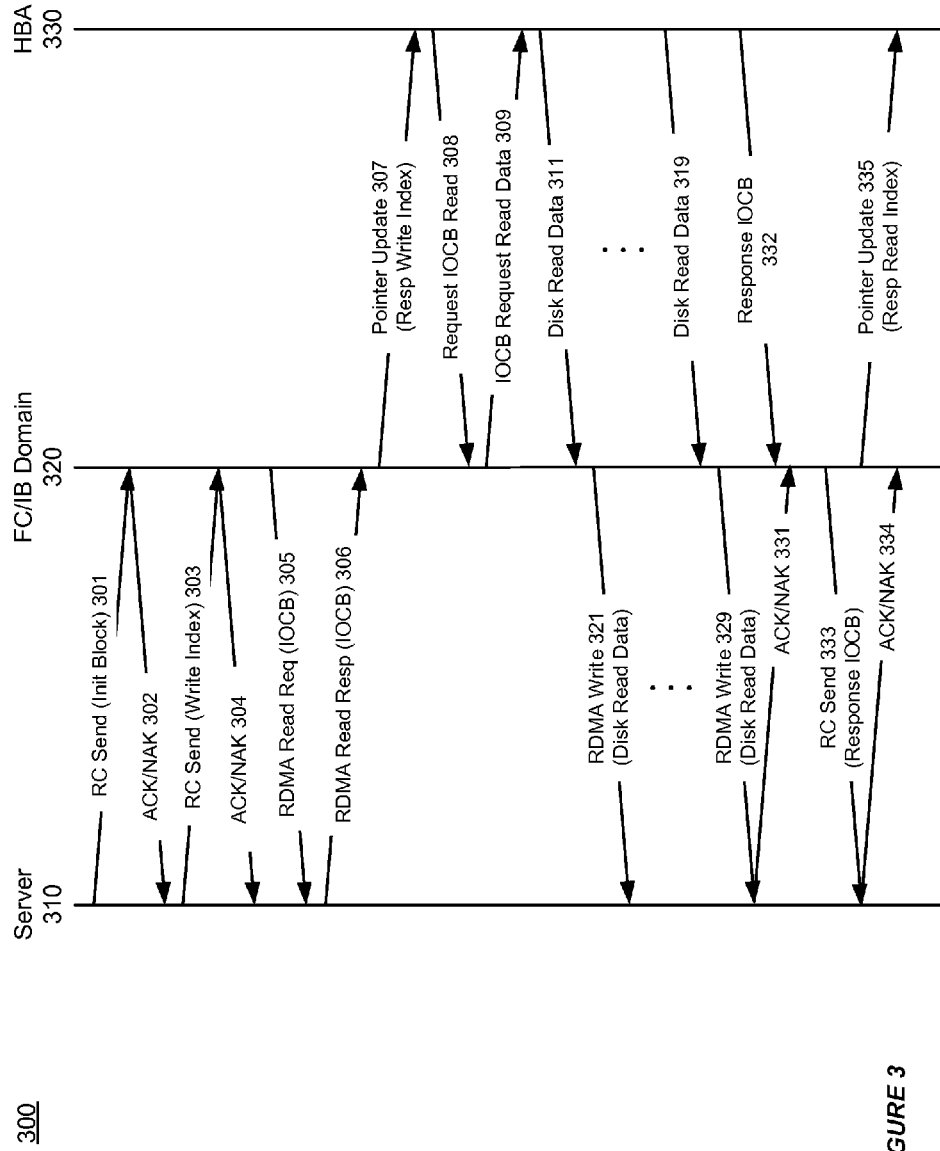 300
Server
310
FC/IB Domain
320
HBA
330
RC Send (Init Block) 301
ACK/NAK 302
RC Send (Write Index) 303
ACK/NAK 304
RDMA Read Req (IOCB) 305
RDMA Read Resp (IOCB) 306
Pointer Update 307
(Resp Write Index)
Request IOCB Read 308
IOCB Request Read Data 309
Disk Read Data 311
. . .
Disk Read Data 319
RDMA Write 321
(Disk Read Data)
. . .
RDMA Write 329
(Disk Read Data)
ACK/NAK 331
Response IOCB
332
RC Send 333
(Response IOCB)
ACK/NAK 334
Pointer Update 335
(Resp Read Index)
GURE 3